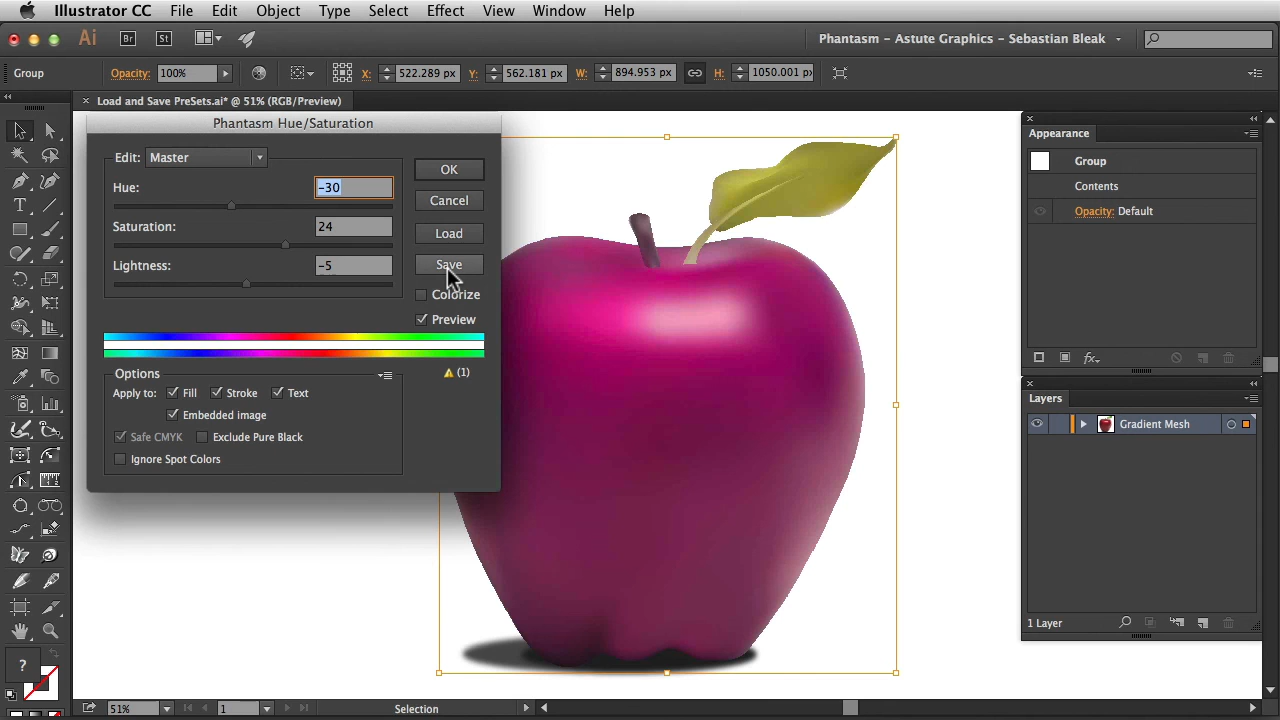 Illustrator CC File Edit Object Type Select Effect View Window Help
Ai Br St Phantasm – Astute Graphics – Sebastian Bleak
Group Opacity: 100% X: 522.289 px Y: 562.181 px W: 894.953 px H: 1050.001 px
× Load and Save PreSets.ai* @ 51% (RGB/Preview)
Phantasm Hue/Saturation
Edit: Master
Hue: -30
Saturation: 24
Lightness: -5
OK
Cancel
Load
Save
Colorize
Preview
(1)
Options
Apply to: Fill Stroke Text
Embedded image
Safe CMYK Exclude Pure Black
Ignore Spot Colors
Appearance
Group
Contents
Opacity: Default
fx
Layers
Gradient Mesh
1 Layer
T
?
51% 1 Selection